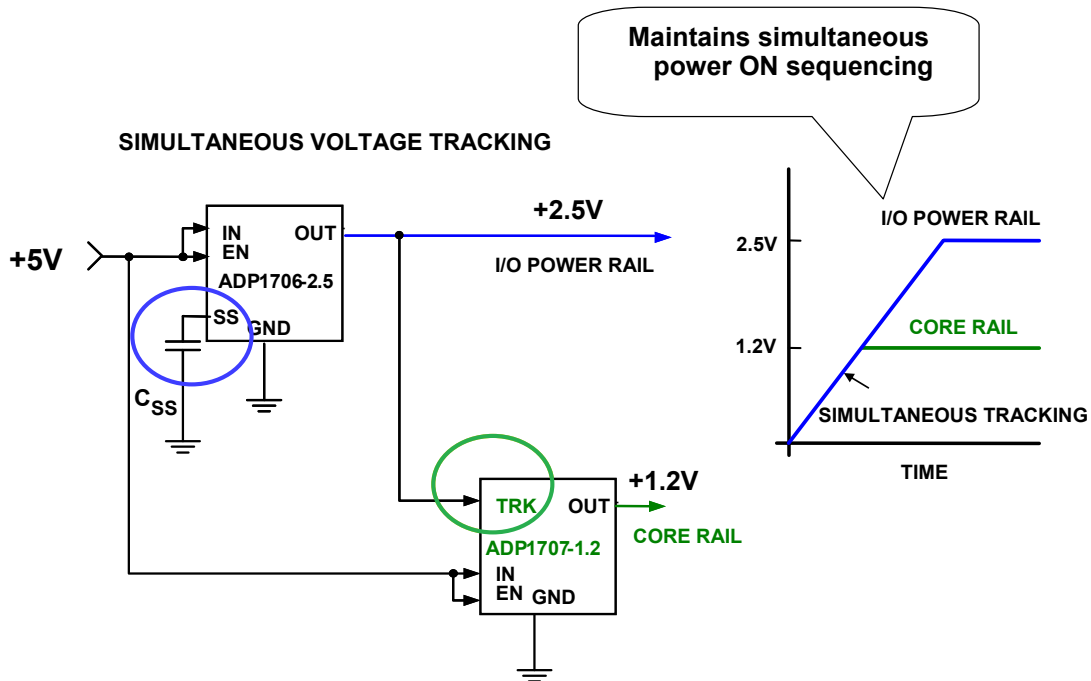 Maintains simultaneous
power ON sequencing
SIMULTANEOUS VOLTAGE TRACKING
+5V
IN
EN
OUT
ADP1706-2.5
SS
GND
CSS
+2.5V
I/O POWER RAIL
TRK
OUT
ADP1707-1.2
IN
EN
GND
+1.2V
CORE RAIL
I/O POWER RAIL
2.5V
CORE RAIL
1.2V
SIMULTANEOUS TRACKING
TIME